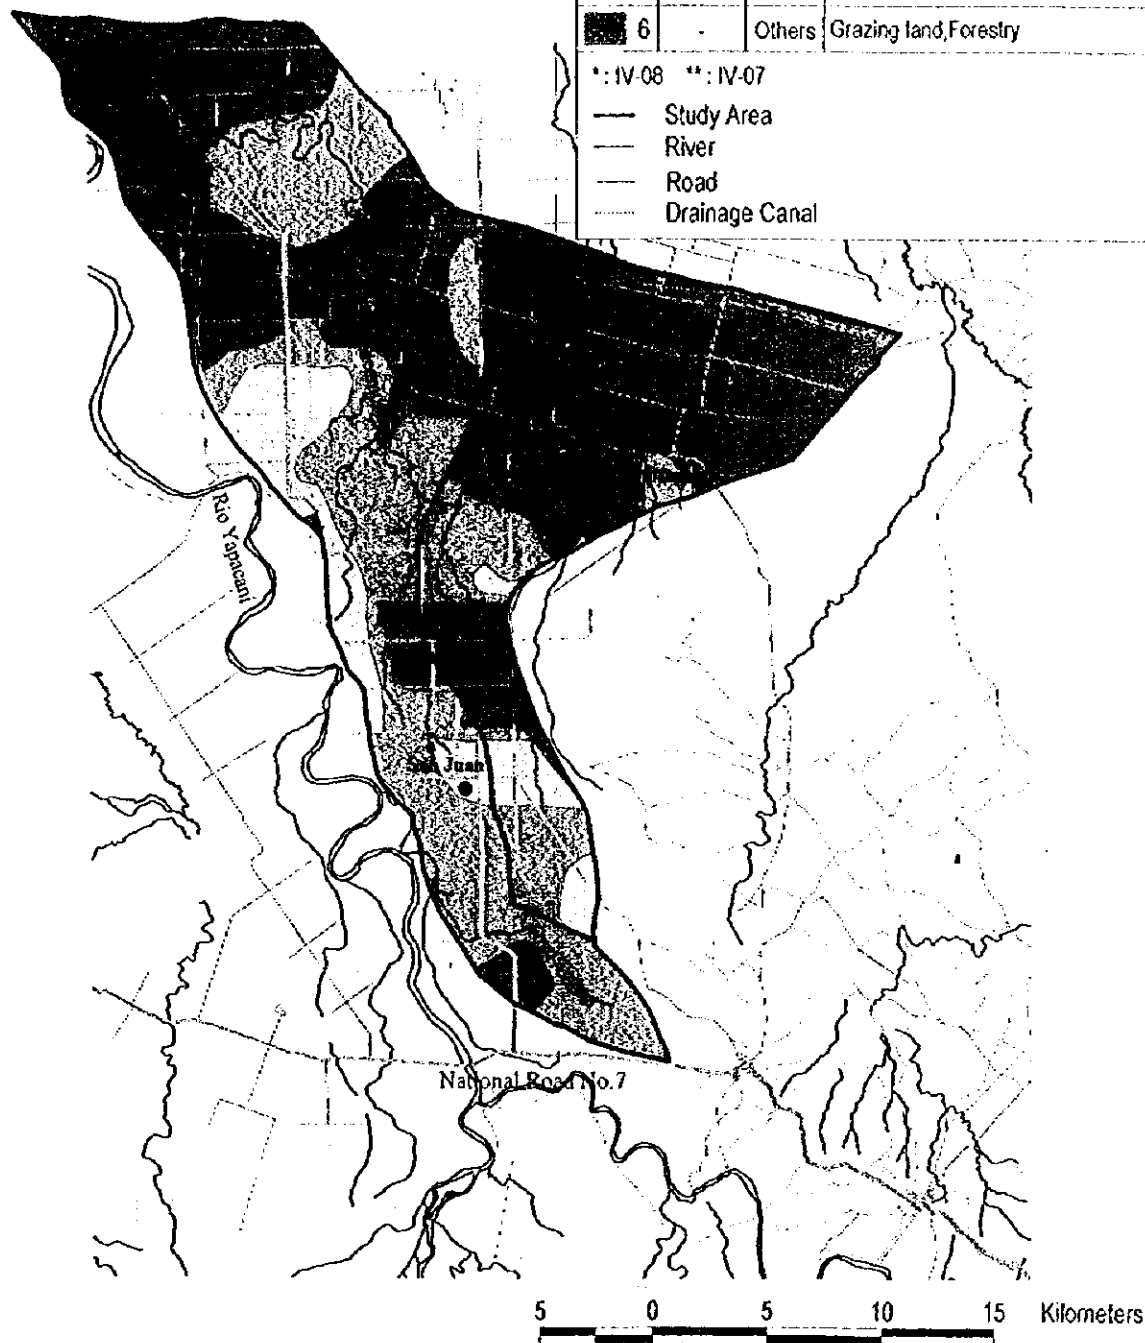 6 - Others Grazing land,Forestry
*: IV-08 **: IV-07
Study Area
River
Road
Drainage Canal
Rio Yapacani
Juan
National Road No.7
5 0 5 10 15 Kilometers